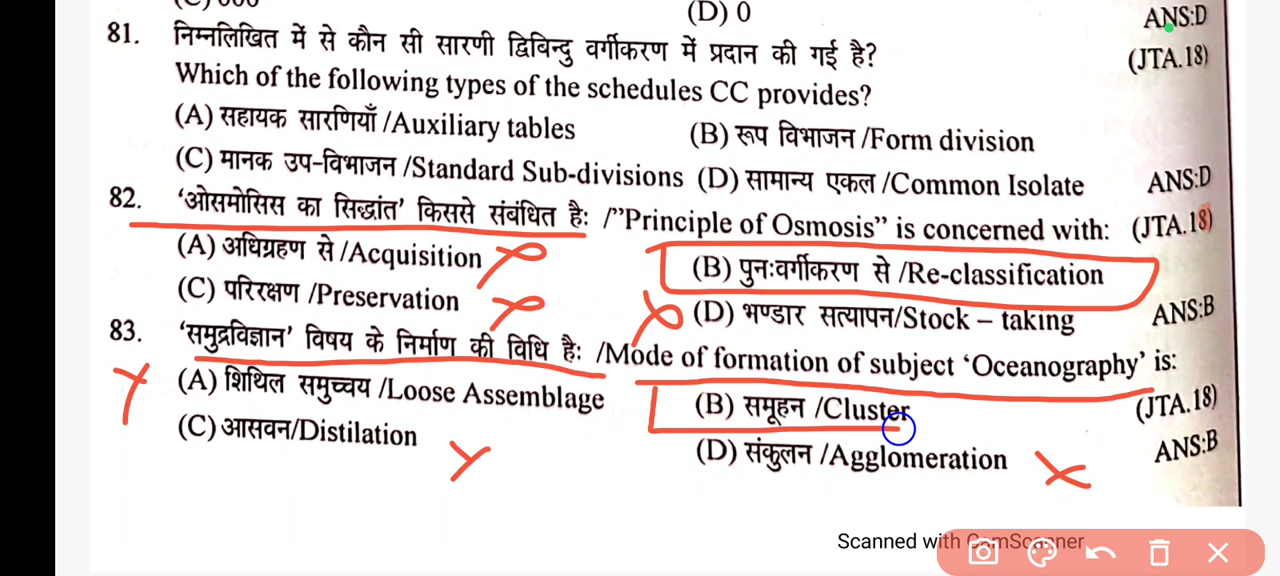 (D) 0
ANS:D
81. निम्नलिखित में से कौन सी सारणी द्विबिन्दु वर्गीकरण में प्रदान की गई है? (JTA.18)
Which of the following types of the schedules CC provides?
(A) सहायक सारणियाँ /Auxiliary tables (B) रूप विभाजन /Form division
(C) मानक उप-विभाजन /Standard Sub-divisions (D) सामान्य एकल /Common Isolate ANS:D
82. 'ओसमोसिस का सिद्धांत' किससे संबंधित है: /"Principle of Osmosis" is concerned with: (JTA.18)
(A) अधिग्रहण से /Acquisition (B) पुनःवर्गीकरण से /Re-classification
(C) परिरक्षण /Preservation (D) भण्डार सत्यापन/Stock – taking ANS:B
83. 'समुद्रविज्ञान' विषय के निर्माण की विधि है: /Mode of formation of subject 'Oceanography' is:
(A) शिथिल समुच्चय /Loose Assemblage (B) समूहन /Cluster (JTA.18)
(C) आसवन/Distilation (D) संकुलन /Agglomeration ANS:B
Scanned with CamScanner